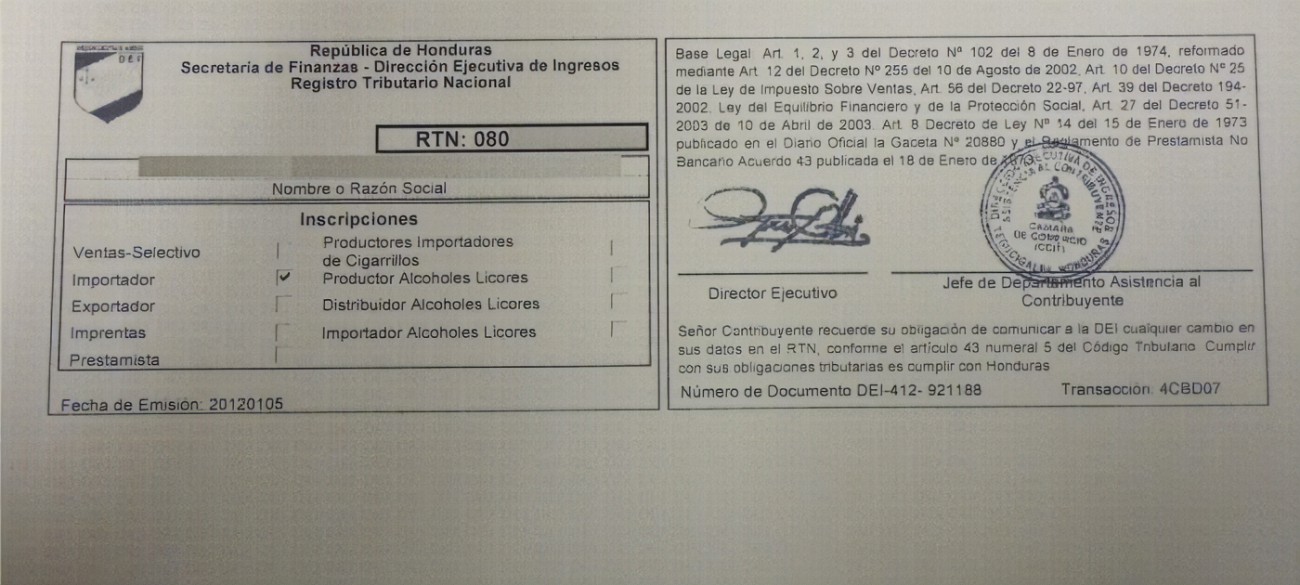 DEI
República de Honduras
Secretaría de Finanzas - Dirección Ejecutiva de Ingresos
Registro Tributario Nacional
RTN: 080
Nombre o Razón Social
Inscripciones
Ventas-Selectivo
Importador ✔
Exportador
Imprentas
Prestamista
Productores Importadores
de Cigarrillos
Productor Alcoholes Licores
Distribuidor Alcoholes Licores
Importador Alcoholes Licores
Fecha de Emisión: 20120105
Base Legal Art. 1, 2, y 3 del Decreto Nº 102 del 8 de Enero de 1974, reformado
mediante Art. 12 del Decreto Nº 255 del 10 de Agosto de 2002, Art. 10 del Decreto Nº 25
de la Ley de Impuesto Sobre Ventas, Art. 56 del Decreto 22-97, Art. 39 del Decreto 194-
2002. Ley del Equilibrio Financiero y de la Protección Social, Art. 27 del Decreto 51-
2003 de 10 de Abril de 2003. Art. 8 Decreto de Ley Nº 14 del 15 de Enero de 1973
publicado en el Diario Oficial la Gaceta Nº 20880 y el Reglamento de Prestamista No
Bancario Acuerdo 43 publicada el 18 de Enero de 1973
DIRECCION EJECUTIVA DE INGRESOS
ASISTENCIA AL CONTRIBUYENTE
CAMARA
DE COMERCIO
(CCIT)
TEGUCIGALPA HONDURAS
Director Ejecutivo
Jefe de Departamento Asistencia al
Contribuyente
Señor Contribuyente recuerde su obligación de comunicar a la DEI cualquier cambio en
sus datos en el RTN, conforme el artículo 43 numeral 5 del Código Tributario. Cumplir
con sus obligaciones tributarias es cumplir con Honduras
Número de Documento DEI-412- 921188
Transacción: 4CBD07